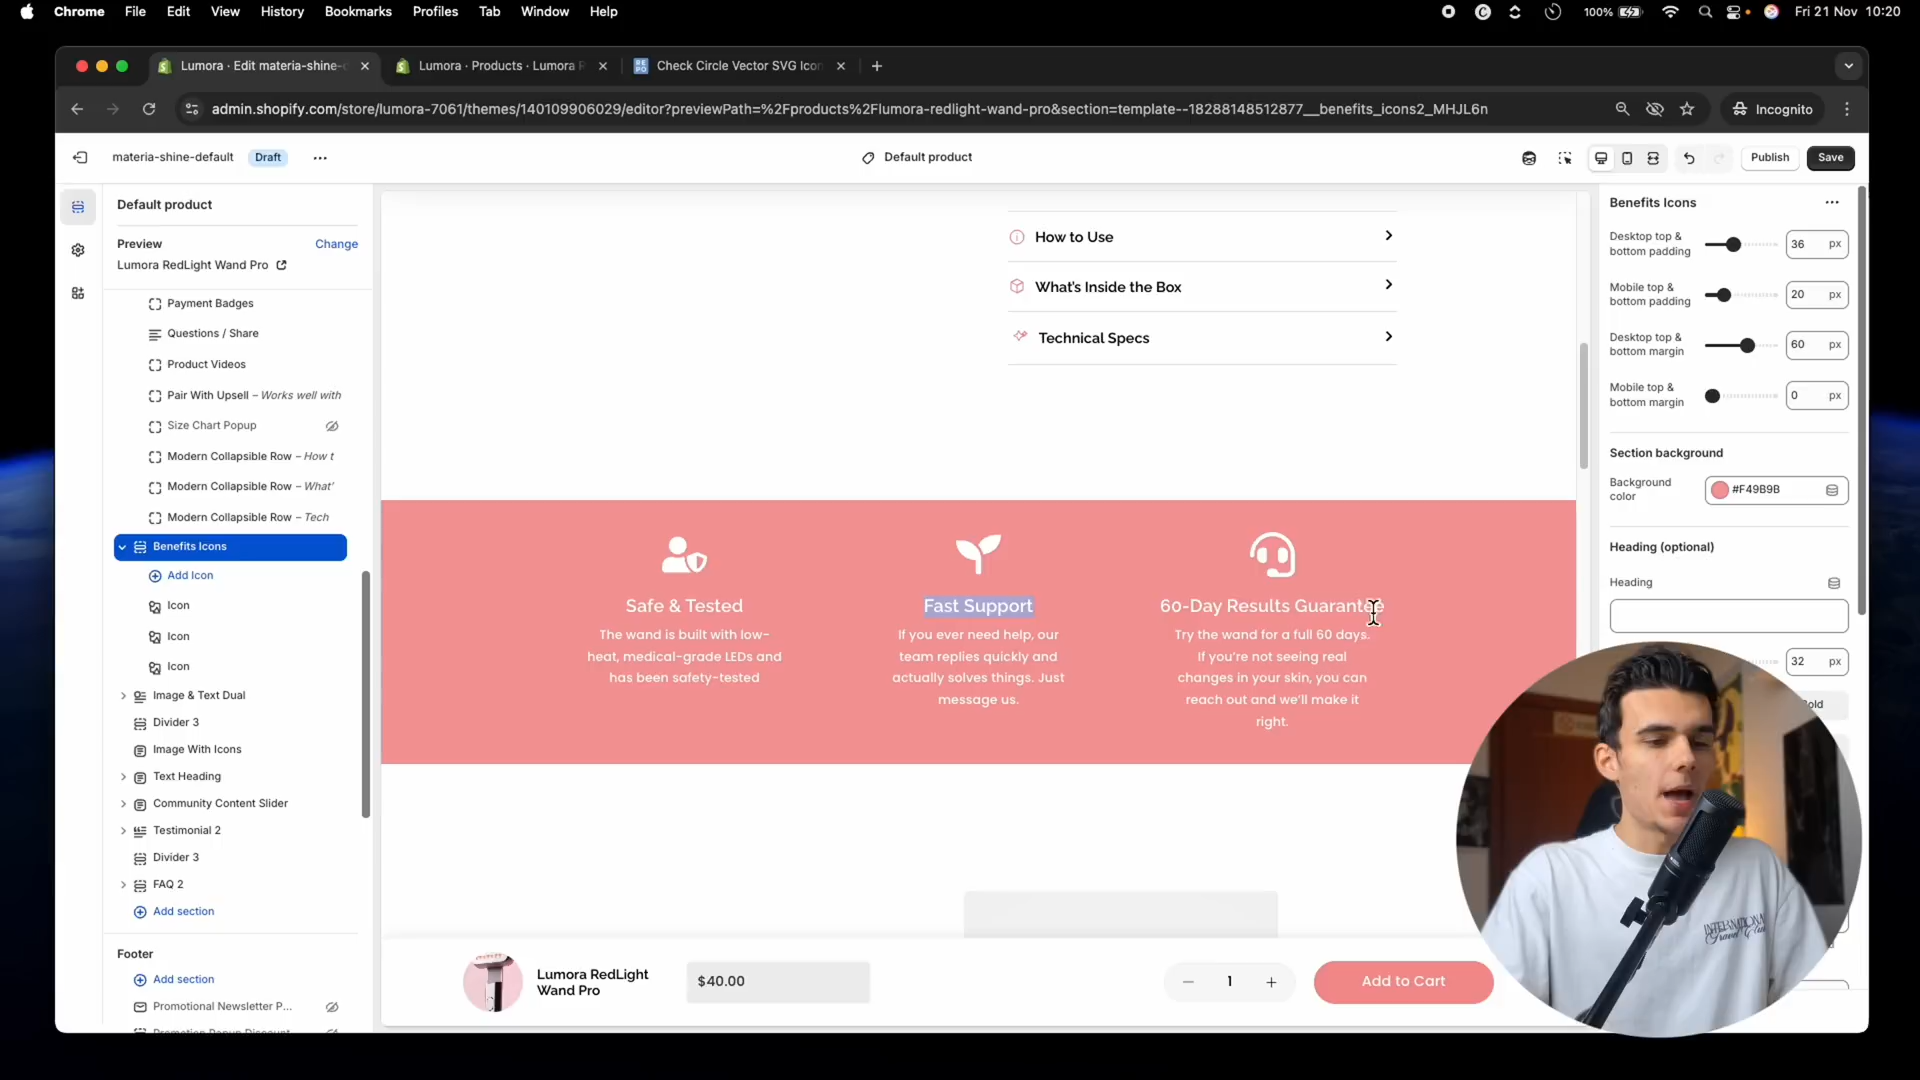 Chrome File Edit View History Bookmarks Profiles Tab Window Help
100% Fri 21 Nov 10:20
Lumora · Edit materia-shine-
Lumora · Products · Lumora
Check Circle Vector SVG Icon
admin.shopify.com/store/lumora-7061/themes/140109906029/editor?previewPath=%2Fproducts%2Flumora-redlight-wand-pro&section=template--18288148512877__benefits_icons2_MHJL6n
Incognito
materia-shine-default
Draft
Default product
Publish
Save
Default product
Preview
Change
Lumora RedLight Wand Pro
Payment Badges
Questions / Share
Product Videos
Pair With Upsell – Works well with
Size Chart Popup
Modern Collapsible Row – How t
Modern Collapsible Row – What'
Modern Collapsible Row – Tech
Benefits Icons
Add Icon
Icon
Icon
Icon
Image & Text Dual
Divider 3
Image With Icons
Text Heading
Community Content Slider
Testimonial 2
Divider 3
FAQ 2
Add section
Footer
Add section
Promotional Newsletter P...
Promotion Popup Discount
How to Use
What's Inside the Box
Technical Specs
Safe & Tested
The wand is built with low-
heat, medical-grade LEDs and
has been safety-tested
Fast Support
If you ever need help, our
team replies quickly and
actually solves things. Just
message us.
60-Day Results Guarantee
Try the wand for a full 60 days.
If you're not seeing real
changes in your skin, you can
reach out and we'll make it
right.
Lumora RedLight
Wand Pro
$40.00
1
Add to Cart
Benefits Icons
Desktop top &
bottom padding
36 px
Mobile top &
bottom padding
20 px
Desktop top &
bottom margin
60 px
Mobile top &
bottom margin
0 px
Section background
Background
color
#F49B9B
Heading (optional)
Heading
32 px
INTERNATIONAL
Travel Club